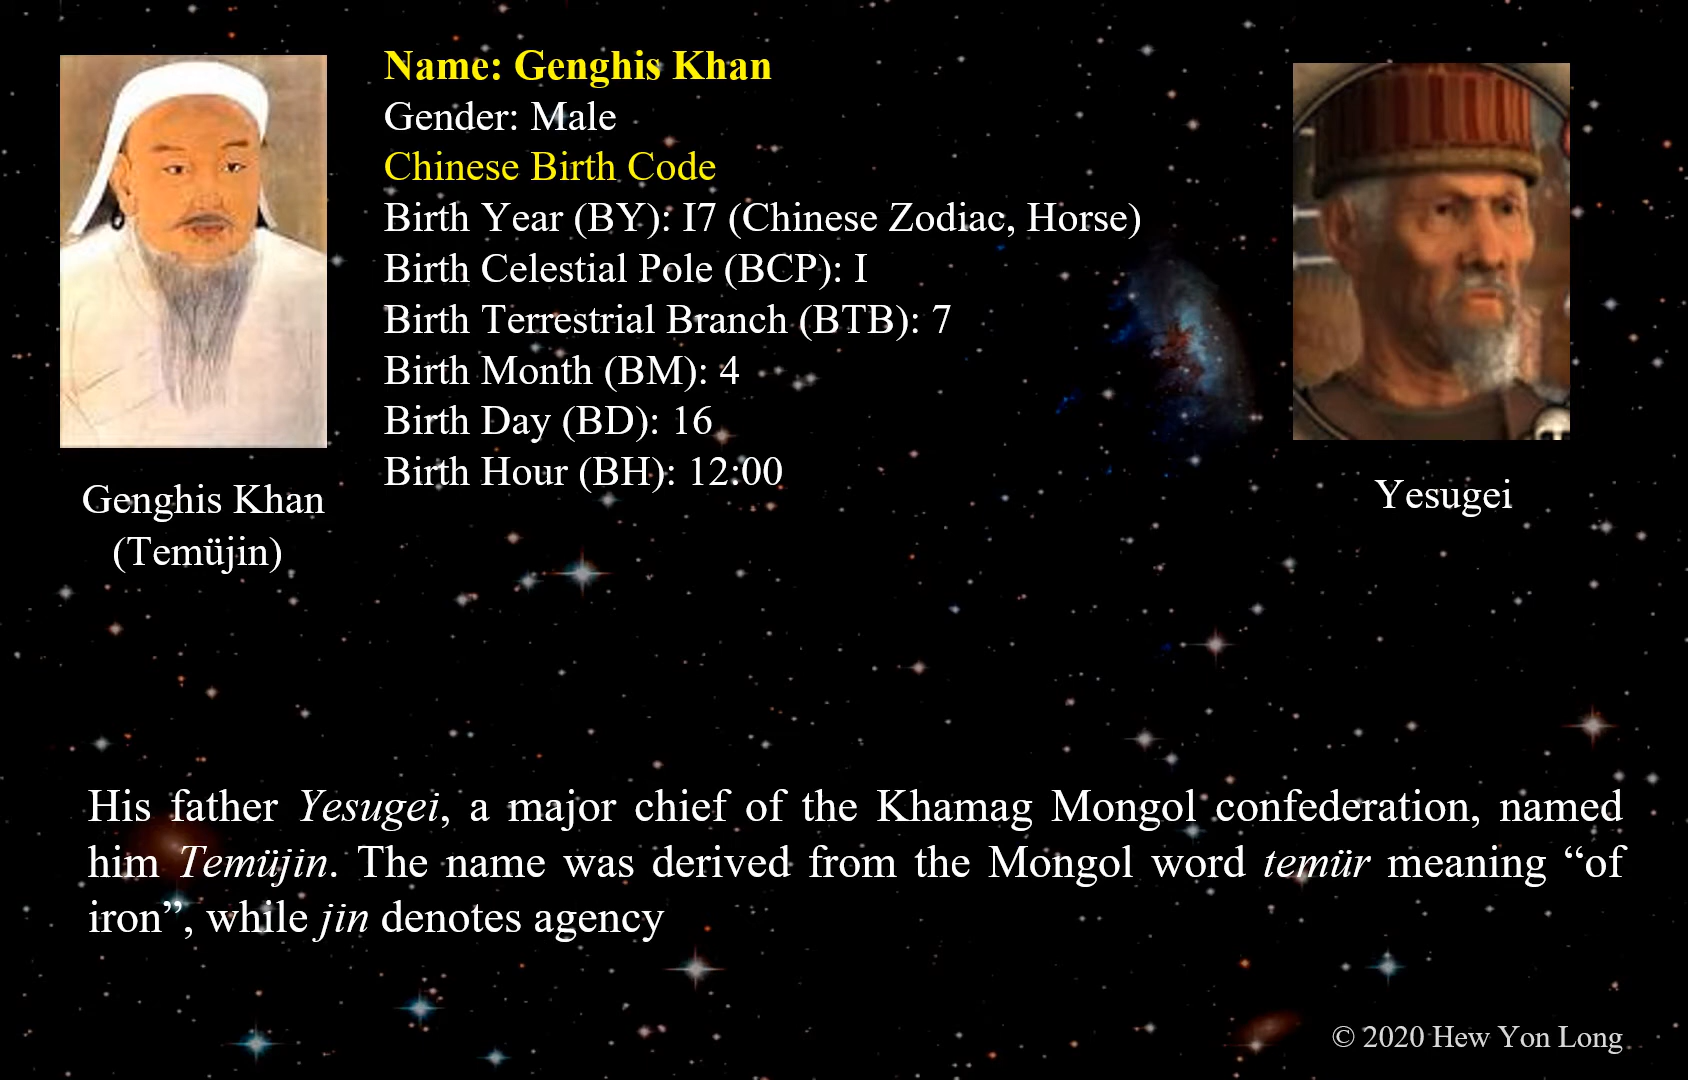 Name: Genghis Khan
Gender: Male
Chinese Birth Code
Birth Year (BY): I7 (Chinese Zodiac, Horse)
Birth Celestial Pole (BCP): I
Birth Terrestrial Branch (BTB): 7
Birth Month (BM): 4
Birth Day (BD): 16
Birth Hour (BH): 12:00
Genghis Khan
(Temüjin)
Yesugei
His father Yesugei, a major chief of the Khamag Mongol confederation, named
him Temüjin. The name was derived from the Mongol word temür meaning “of
iron”, while jin denotes agency
© 2020 Hew Yon Long